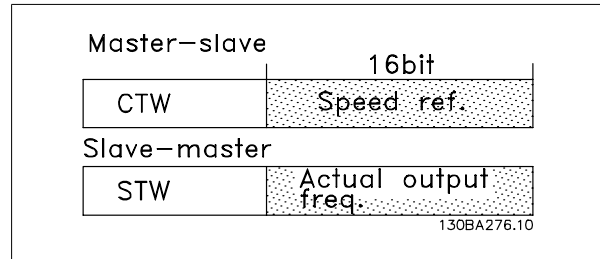 Master-slave
16bit
CTW
Speed ref.
Slave-master
STW
Actual output
freq.
130BA276.10